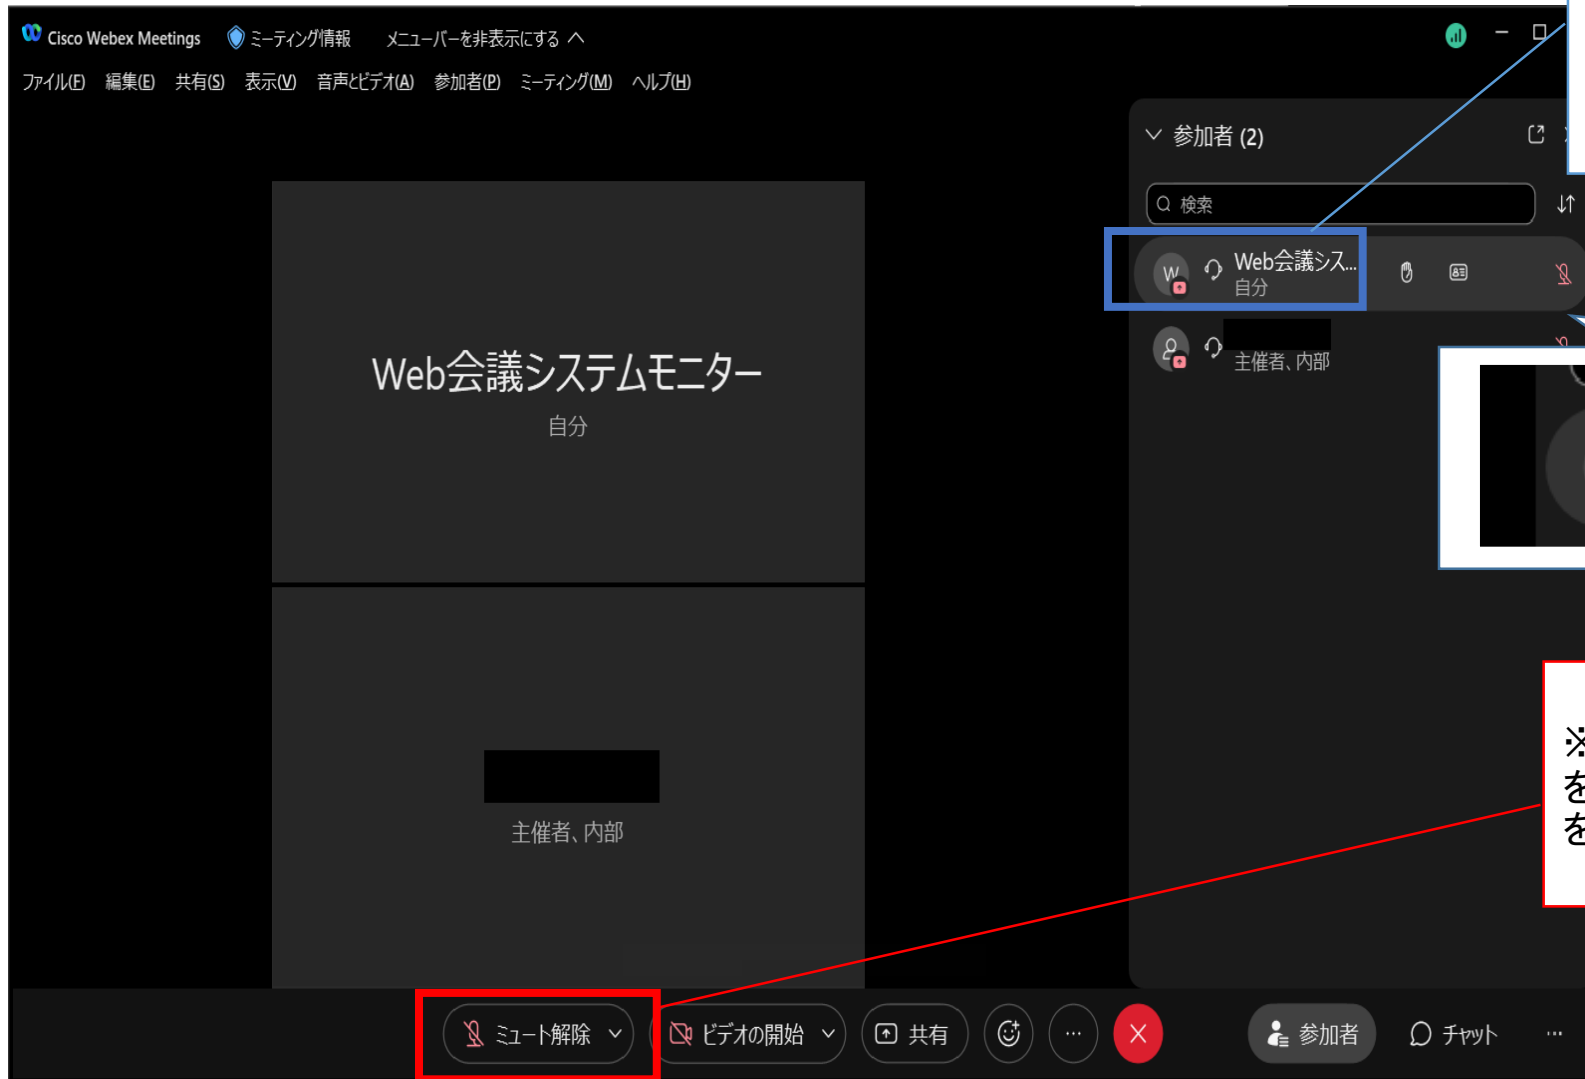 Cisco Webex Meetings ミーティング情報 メニューバーを非表示にする
ファイル(F) 編集(E) 共有(S) 表示(V) 音声とビデオ(A) 参加者(P) ミーティング(M) ヘルプ(H)
参加者 (2)
検索
W Web会議シス...
自分
主催者、内部
Web会議システムモニター
自分
主催者、内部
※
を
を
ミュート解除 ビデオの開始 共有 ... 参加者 チャット ...